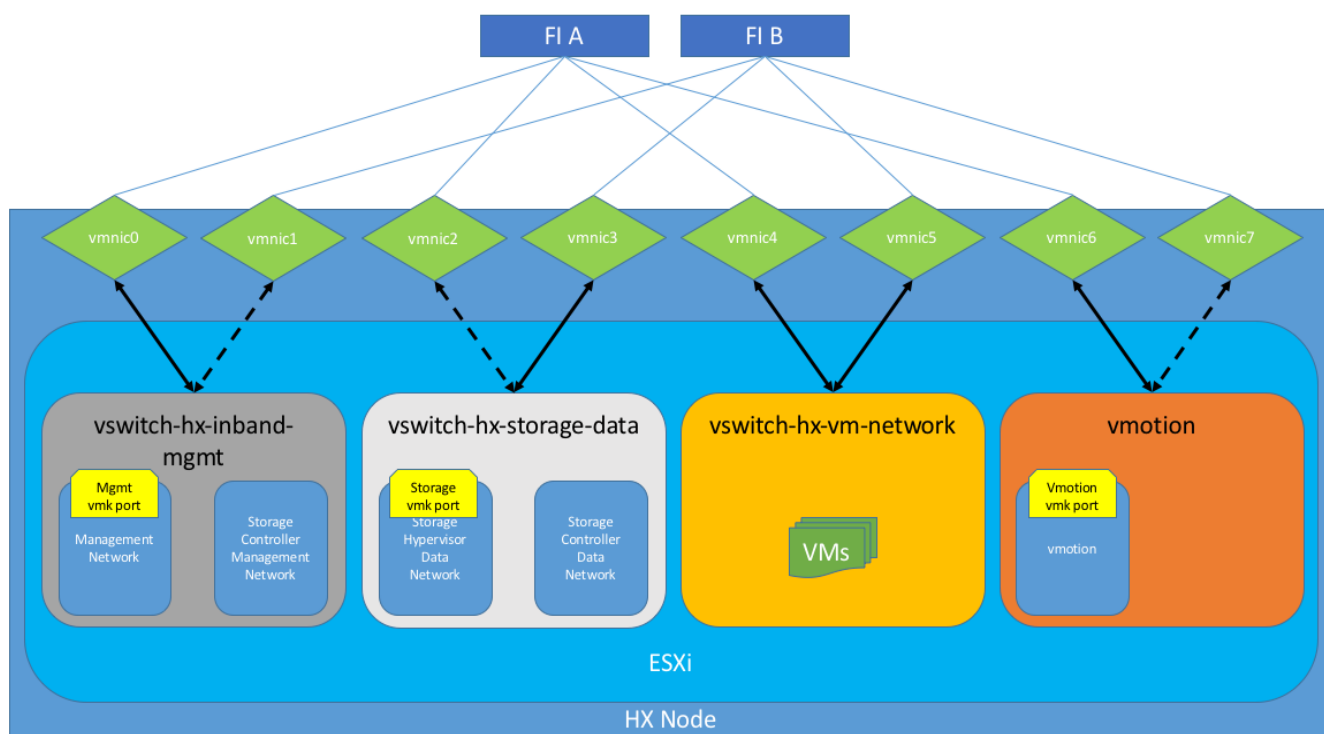 FI A
FI B
vmnic0
vmnic1
vmnic2
vmnic3
vmnic4
vmnic5
vmnic6
vmnic7
vswitch-hx-inband-
mgmt
Mgmt
vmk port
Management
Network
Storage
Controller
Management
Network
vswitch-hx-storage-data
Storage
vmk port
Storage
Hypervisor
Data
Network
Storage
Controller
Data
Network
vswitch-hx-vm-network
VMs
vmotion
Vmotion
vmk port
vmotion
ESXi
HX Node